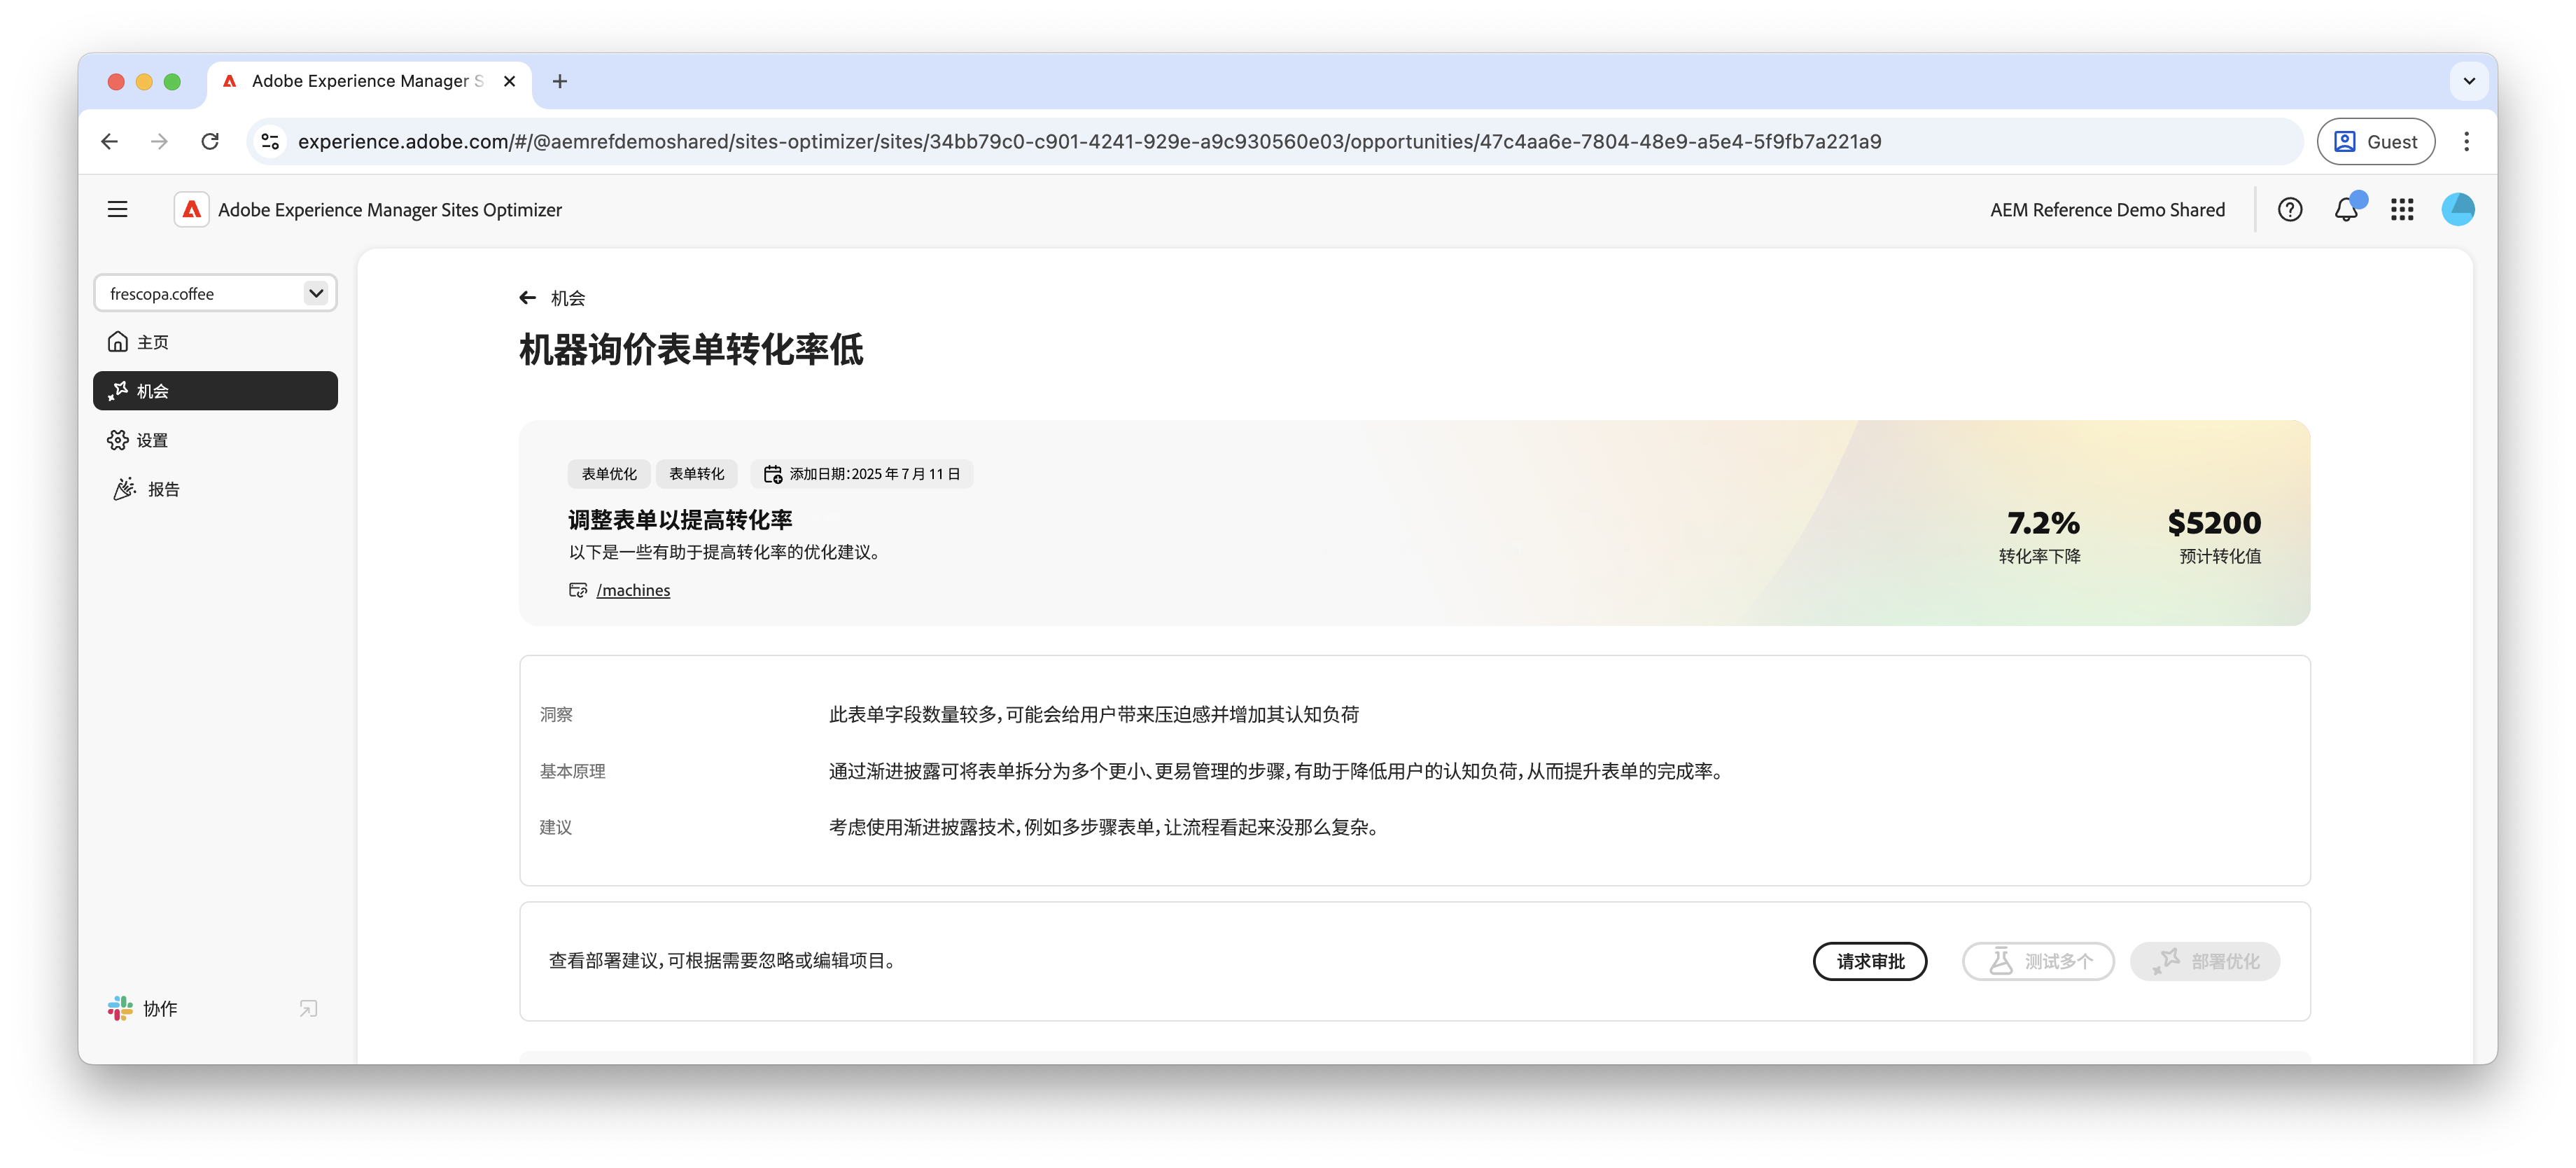 Adobe Experience Manager S
experience.adobe.com/#/@aemrefdemoshared/sites-optimizer/sites/34bb79c0-c901-4241-929e-a9c930560e03/opportunities/47c4aa6e-7804-48e9-a5e4-5f9fb7a221a9
Guest
Adobe Experience Manager Sites Optimizer
AEM Reference Demo Shared
frescopa.coffee
主页
机会
设置
报告
协作
机会
机器询价表单转化率低
表单优化
表单转化
添加日期：2025 年 7 月 11 日
调整表单以提高转化率
以下是一些有助于提高转化率的优化建议。
/machines
7.2%
转化率下降
$5200
预计转化值
洞察
此表单字段数量较多，可能会给用户带来压迫感并增加其认知负荷
基本原理
通过渐进披露可将表单拆分为多个更小、更易管理的步骤，有助于降低用户的认知负荷，从而提升表单的完成率。
建议
考虑使用渐进披露技术，例如多步骤表单，让流程看起来没那么复杂。
查看部署建议，可根据需要忽略或编辑项目。
请求审批
测试多个
部署优化